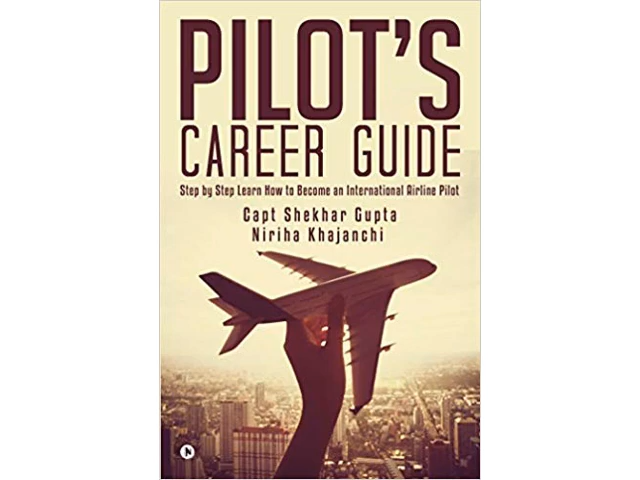 PILOT'S
CAREER GUIDE
Step by Step Learn How to Become an International Airline Pilot
Capt Shekhar Gupta
Niriha Khajanchi
N